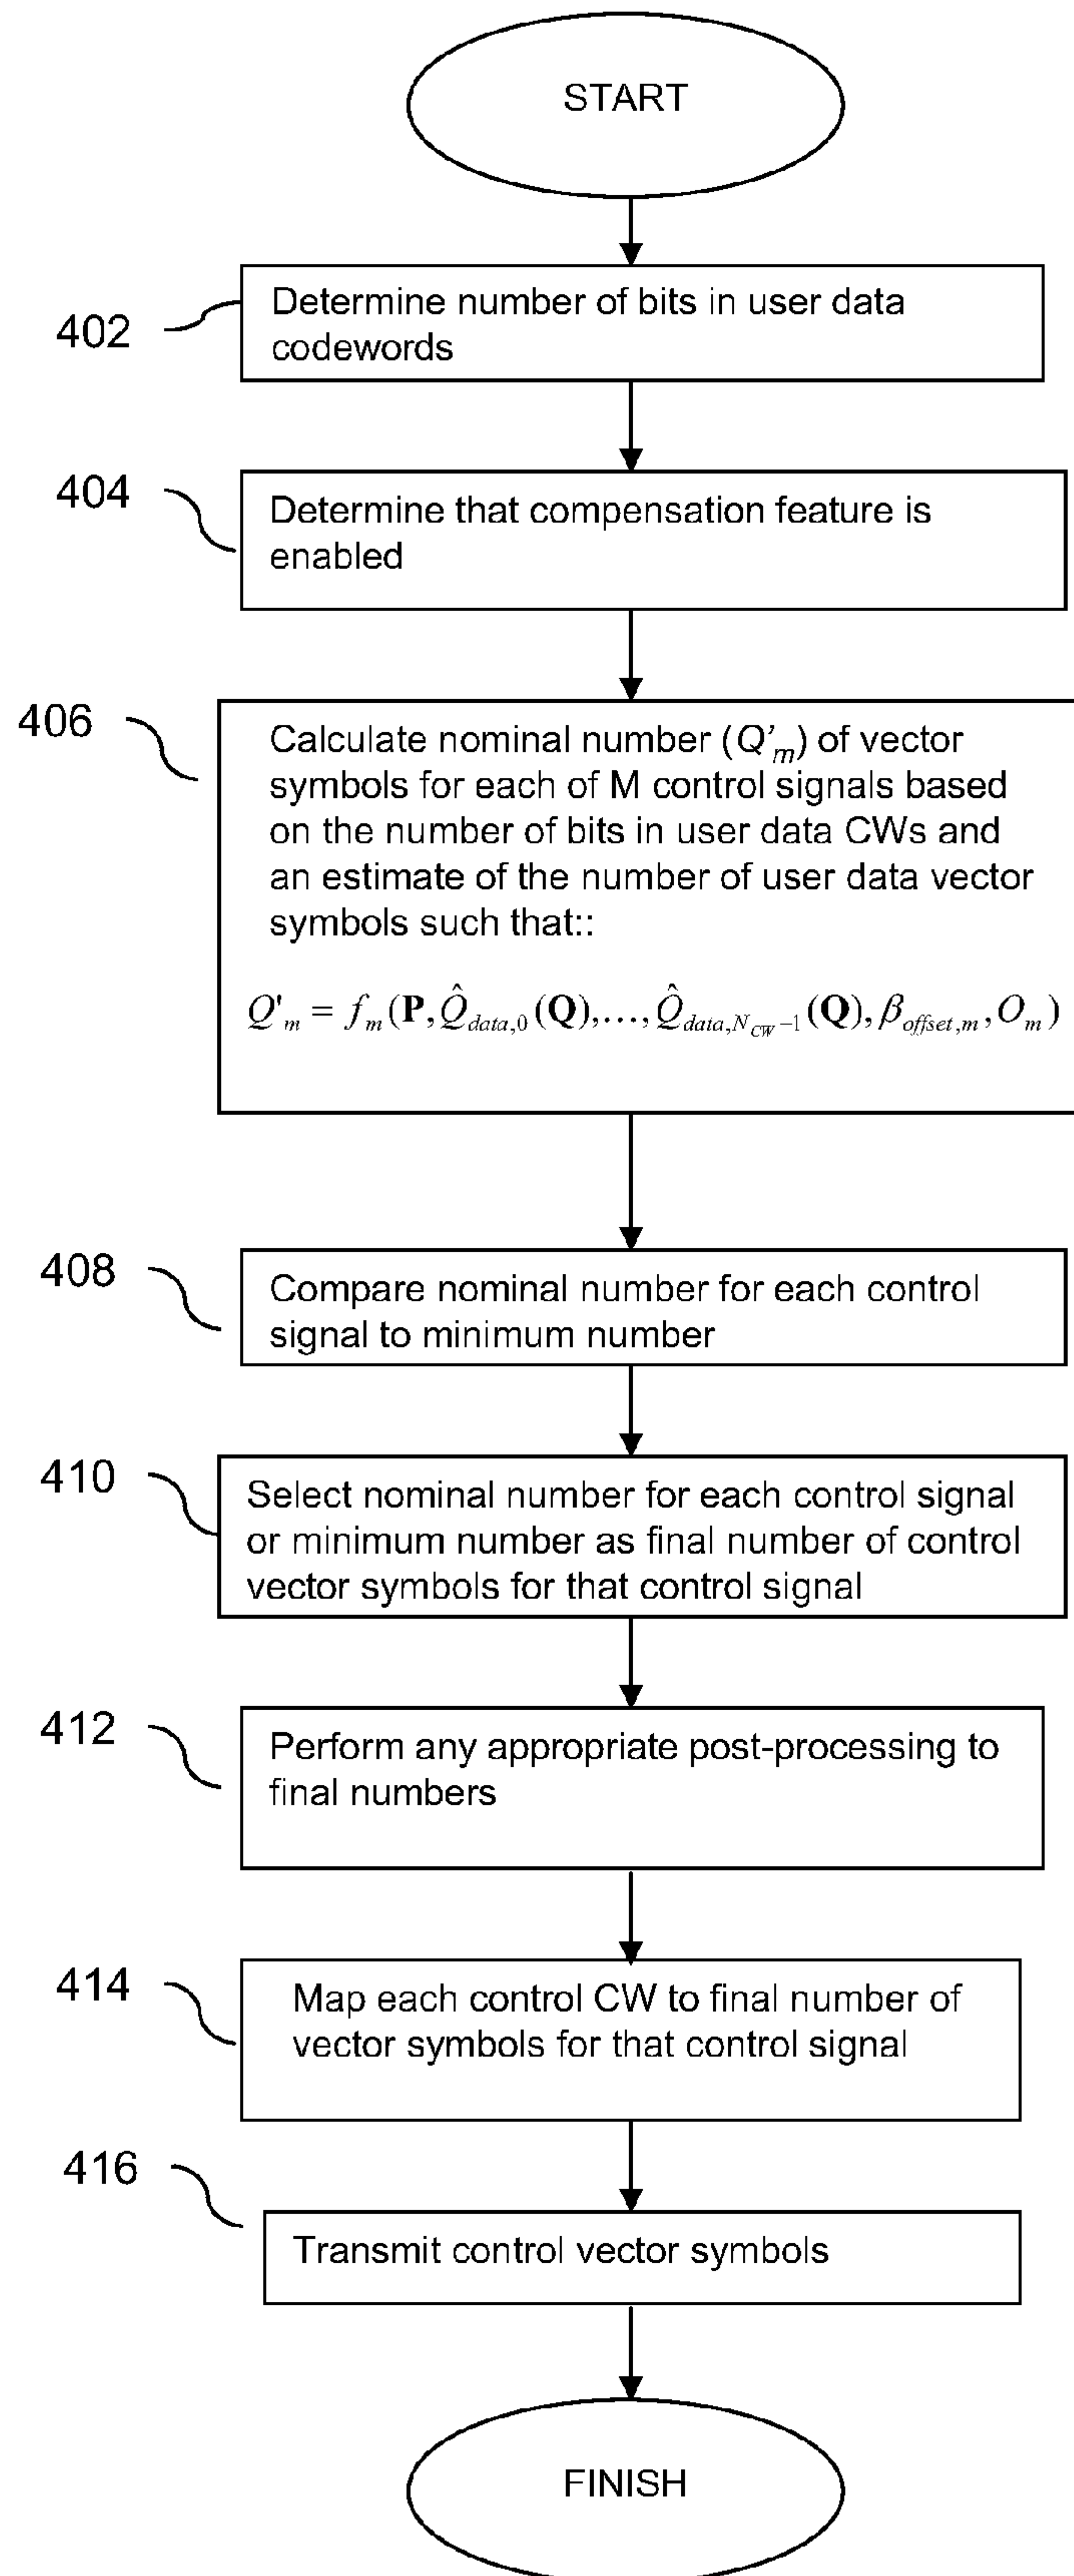 START
402
Determine number of bits in user data
codewords
404
Determine that compensation feature is
enabled
406
Calculate nominal number (Q'm) of vector
symbols for each of M control signals based
on the number of bits in user data CWs and
an estimate of the number of user data vector
symbols such that::
Q'm = fm(P, Q̂data,0(Q),..., Q̂data,NCW−1(Q), βoffset,m, Om)
408
Compare nominal number for each control
signal to minimum number
410
Select nominal number for each control signal
or minimum number as final number of control
vector symbols for that control signal
412
Perform any appropriate post-processing to
final numbers
414
Map each control CW to final number of
vector symbols for that control signal
416
Transmit control vector symbols
FINISH